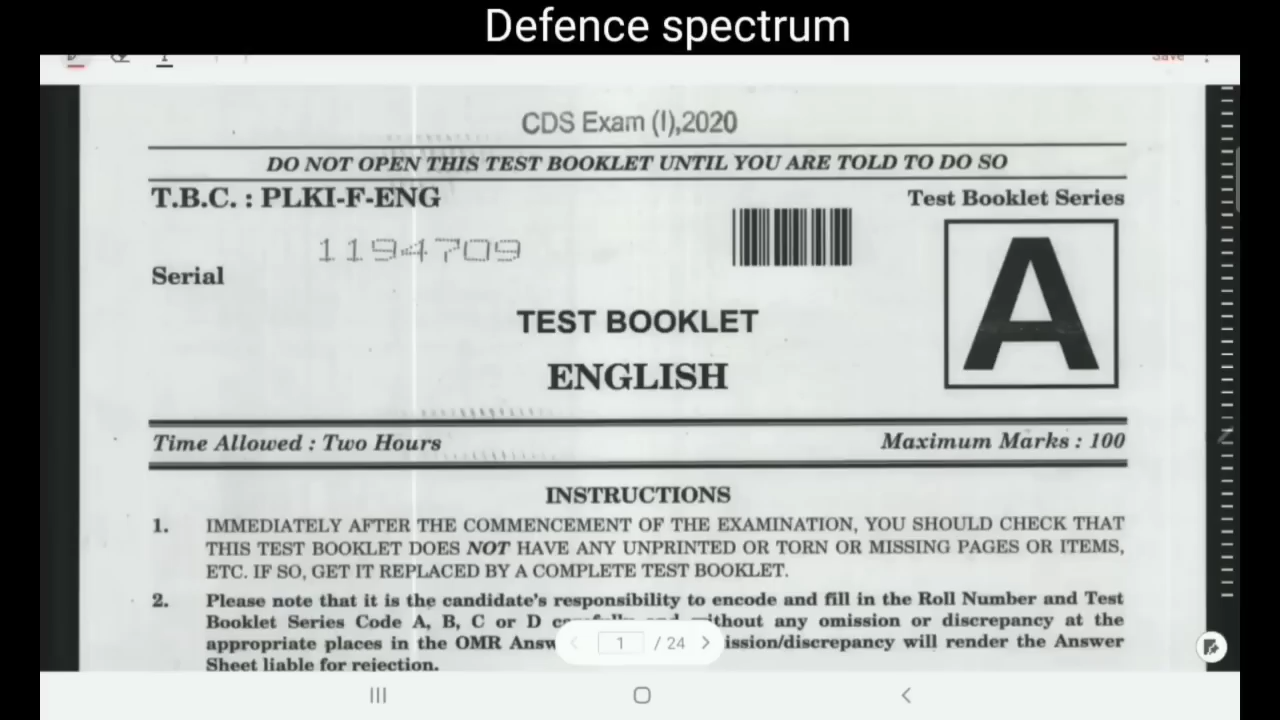 Defence spectrum
Save
CDS Exam (I),2020
DO NOT OPEN THIS TEST BOOKLET UNTIL YOU ARE TOLD TO DO SO
T.B.C. : PLKI-F-ENG
Test Booklet Series
1194709
Serial
A
TEST BOOKLET
ENGLISH
Time Allowed : Two Hours
Maximum Marks : 100
INSTRUCTIONS
1. IMMEDIATELY AFTER THE COMMENCEMENT OF THE EXAMINATION, YOU SHOULD CHECK THAT
THIS TEST BOOKLET DOES NOT HAVE ANY UNPRINTED OR TORN OR MISSING PAGES OR ITEMS,
ETC. IF SO, GET IT REPLACED BY A COMPLETE TEST BOOKLET.
2. Please note that it is the candidate's responsibility to encode and fill in the Roll Number and Test
Booklet Series Code A, B, C or D without any omission or discrepancy at the
appropriate places in the OMR discrepancy will render the Answer
Sheet liable for rejection.
1 / 24